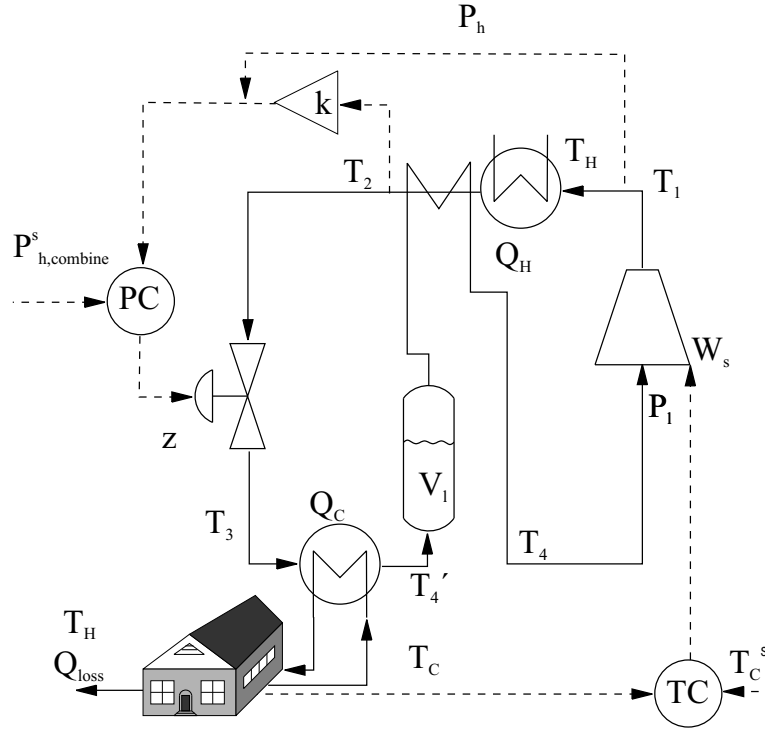 P_h
k
T_H
T_2
T_1
Q_H
P^s_h,combine
PC
W_s
P_l
z
V_l
Q_C
T_3
T_4
T_4´
T_H
Q_loss
T_C
T_C^s
TC